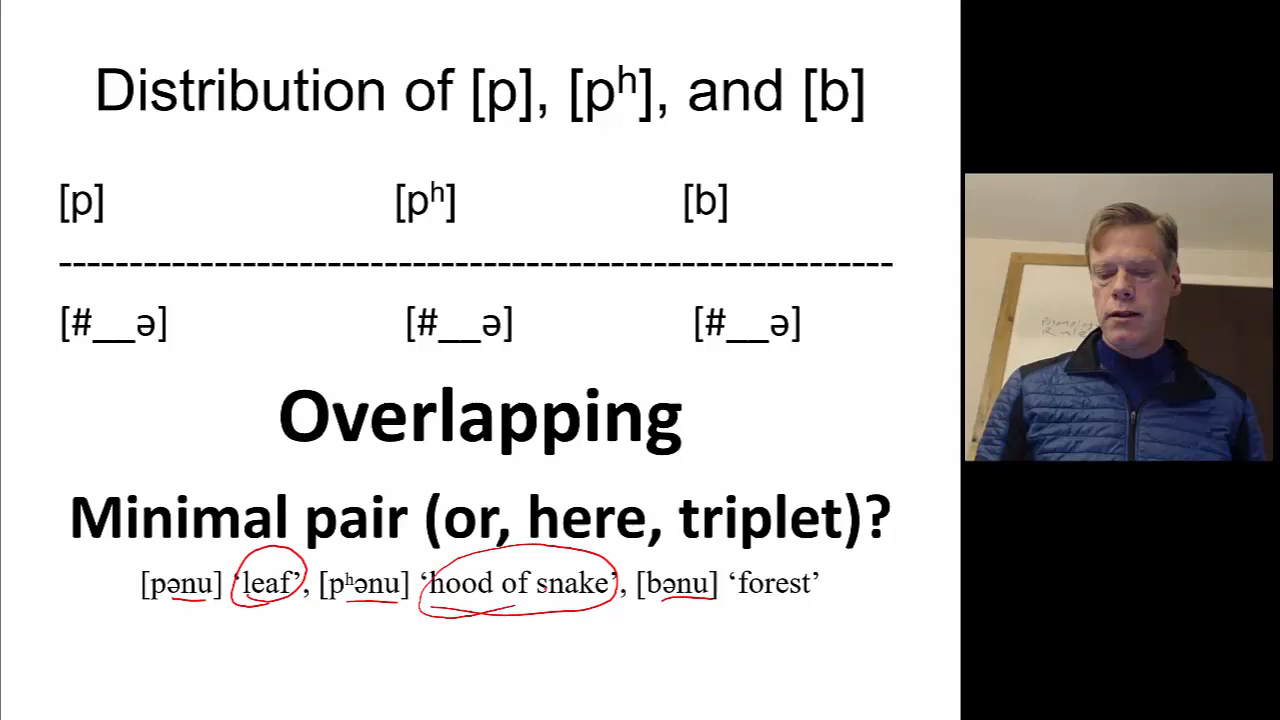 Distribution of [p], [pʰ], and [b]
[p] [pʰ] [b]
-----------------------------------------------------------
[#__ə] [#__ə] [#__ə]
Overlapping
Minimal pair (or, here, triplet)?
[pənu] ‘leaf’, [pʰənu] ‘hood of snake’, [bənu] ‘forest’